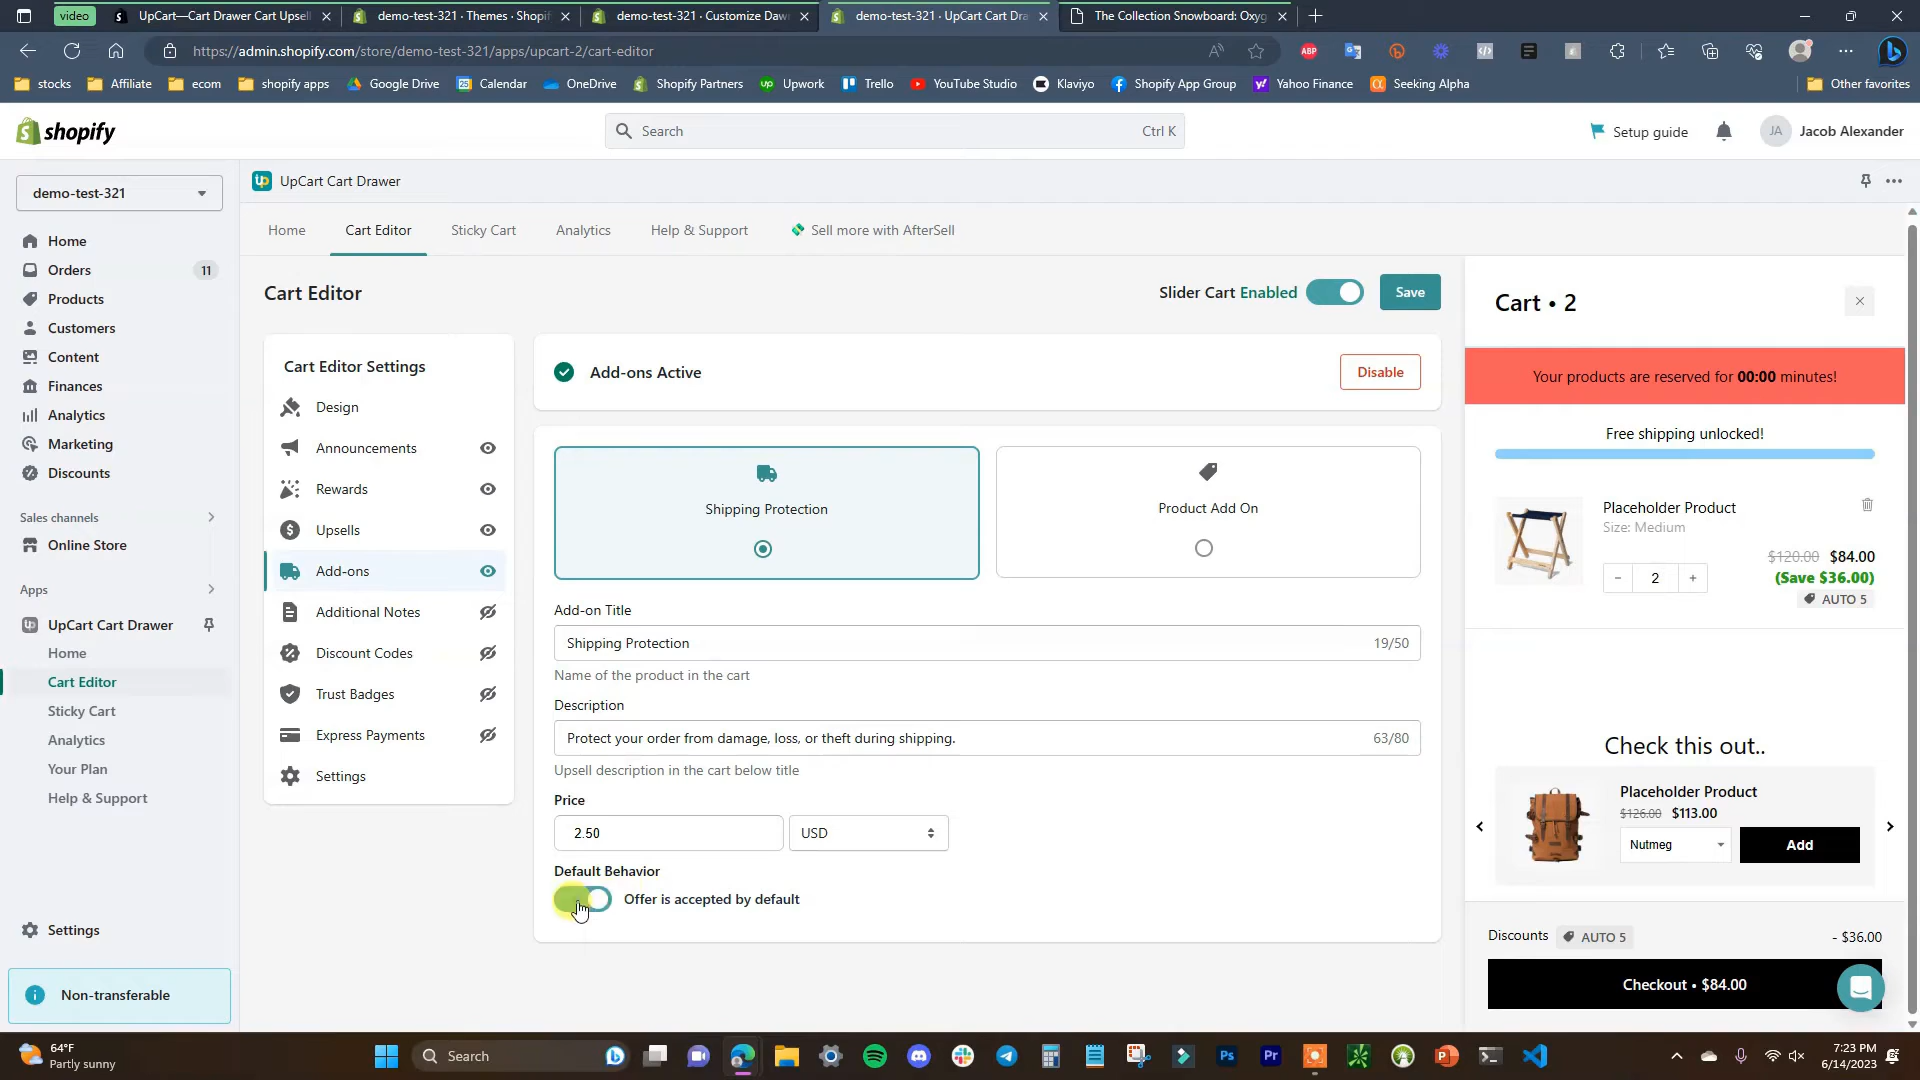 video
UpCart—Cart Drawer Cart Upsell
demo-test-321 · Themes · Shopif
demo-test-321 · Customize Daw
demo-test-321 · UpCart Cart Dra
The Collection Snowboard: Oxyg
https://admin.shopify.com/store/demo-test-321/apps/upcart-2/cart-editor
ABP
stocks
Affiliate
ecom
shopify apps
Google Drive
Calendar
OneDrive
Shopify Partners
Upwork
Trello
YouTube Studio
Klaviyo
Shopify App Group
Yahoo Finance
Seeking Alpha
Other favorites
shopify
Search
Ctrl K
Setup guide
JA
Jacob Alexander
demo-test-321
UpCart Cart Drawer
Home
Orders
11
Products
Customers
Content
Finances
Analytics
Marketing
Discounts
Sales channels
Online Store
Apps
UpCart Cart Drawer
Home
Cart Editor
Sticky Cart
Analytics
Your Plan
Help & Support
Settings
Non-transferable
Home
Cart Editor
Sticky Cart
Analytics
Help & Support
Sell more with AfterSell
Cart Editor
Slider Cart Enabled
Save
Cart Editor Settings
Design
Announcements
Rewards
Upsells
Add-ons
Additional Notes
Discount Codes
Trust Badges
Express Payments
Settings
Add-ons Active
Disable
Shipping Protection
Product Add On
Add-on Title
Shipping Protection
19/50
Name of the product in the cart
Description
Protect your order from damage, loss, or theft during shipping.
63/80
Upsell description in the cart below title
Price
2.50
USD
Default Behavior
Offer is accepted by default
Cart • 2
Your products are reserved for 00:00 minutes!
Free shipping unlocked!
Placeholder Product
Size: Medium
$120.00 $84.00
(Save $36.00)
AUTO 5
- 2 +
Check this out..
Placeholder Product
$126.00 $113.00
Nutmeg
Add
Discounts
AUTO 5
- $36.00
Checkout • $84.00
64°F
Partly sunny
Search
7:23 PM
6/14/2023